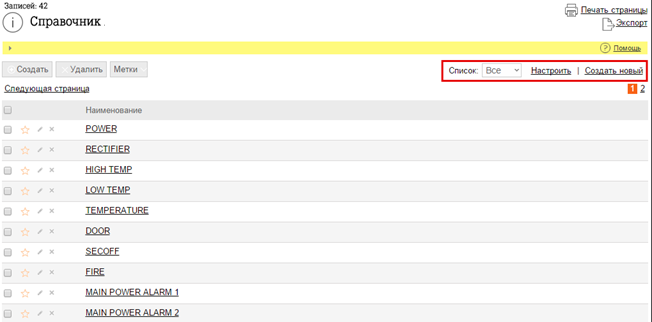 Записей: 42
Печать страницы
Справочник
Экспорт
Помощь
Создать Удалить Метки Список: Все Настроить | Создать новый
Следующая страница 1 2
Наименование
POWER
RECTIFIER
HIGH TEMP
LOW TEMP
TEMPERATURE
DOOR
SECOFF
FIRE
MAIN POWER ALARM 1
MAIN POWER ALARM 2